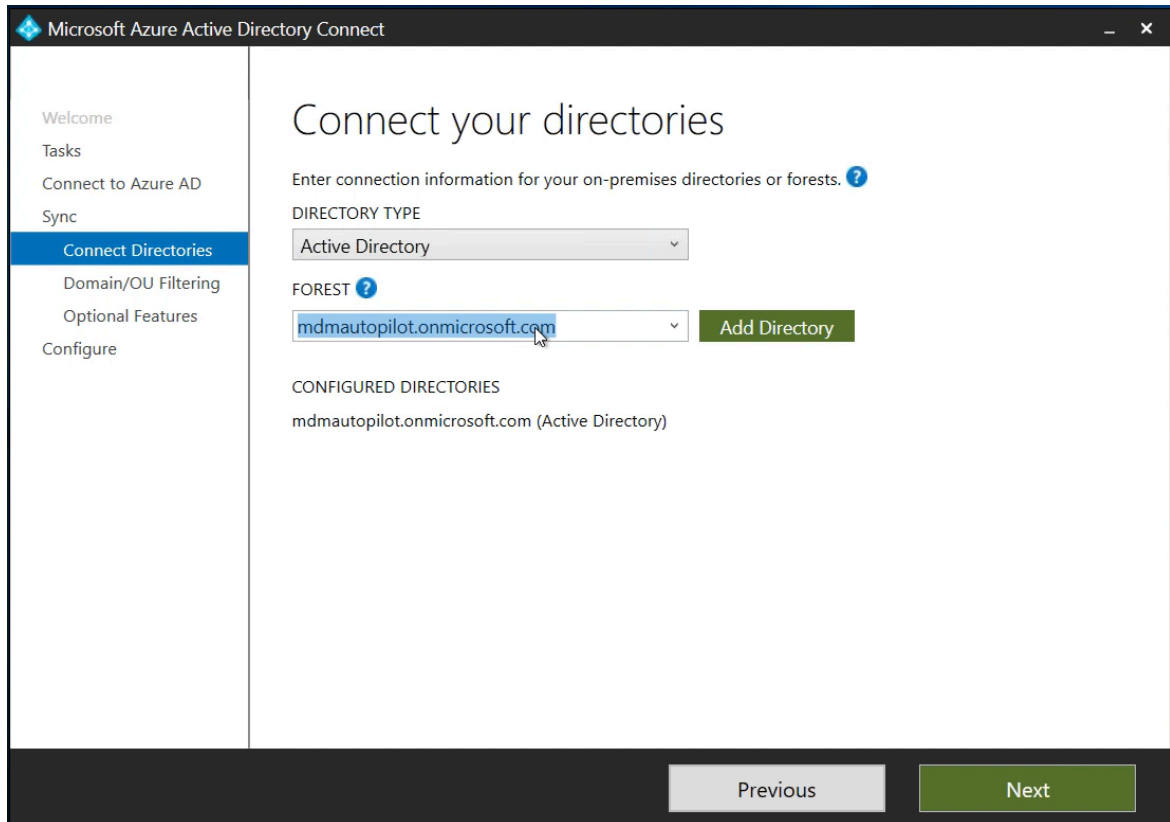 Microsoft Azure Active Directory Connect
Welcome
Tasks
Connect to Azure AD
Sync
Connect Directories
Domain/OU Filtering
Optional Features
Configure
Connect your directories
Enter connection information for your on-premises directories or forests. ?
DIRECTORY TYPE
Active Directory
FOREST ?
mdmautopilot.onmicrosoft.com
Add Directory
CONFIGURED DIRECTORIES
mdmautopilot.onmicrosoft.com (Active Directory)
Previous
Next